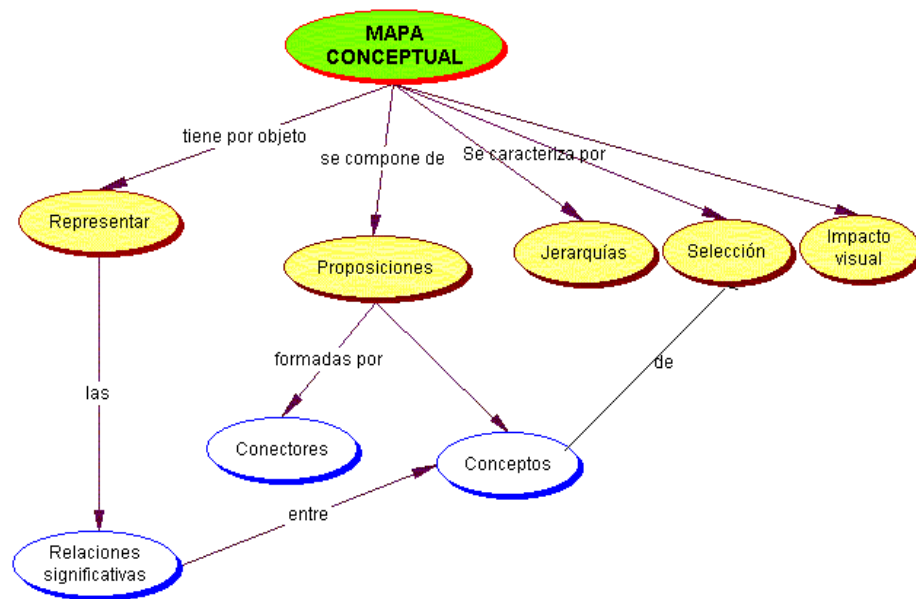 MAPA
CONCEPTUAL
tiene por objeto
se compone de
Se caracteriza por
Representar
Proposiciones
Jerarquías
Selección
Impacto
visual
formadas por
de
las
Conectores
Conceptos
entre
Relaciones
significativas